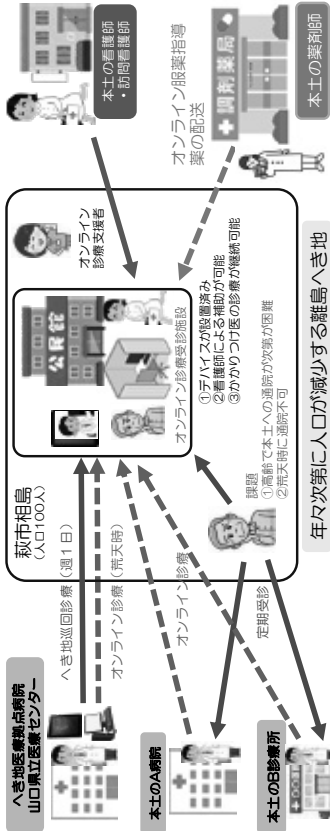 へき地医療拠点病院
山口県立医療センター
へき地巡回診療（週１日）
オンライン診療（荒天時）
本土のA病院
オンライン診療
本土のB診療所
定期受診
萩市相島
（人口100人）
公民館
オンライン
診療支援者
オンライン診療受診施設
①デバイスが設置済み
②看護師による補助が可能
③かかりつけ医の診療が継続可能
課題
①高齢で本土への通院が次第が困難
②荒天時に通院不可
年々次第に人口が減少する離島へき地
本土の看護師
・訪問看護師
オンライン服薬指導
薬の配送
調剤薬局
本土の薬剤師